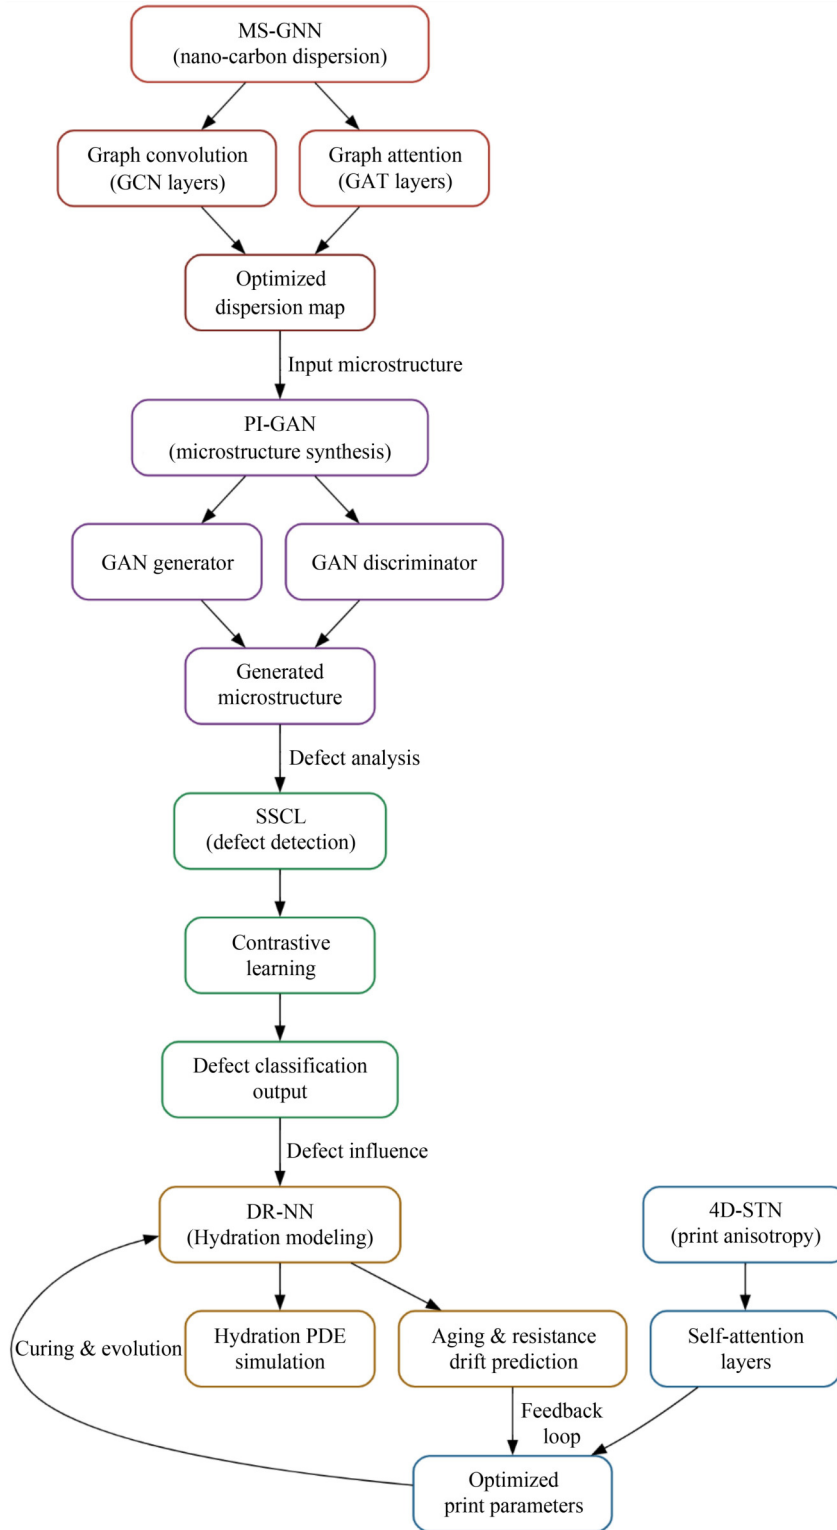 MS-GNN
(nano-carbon dispersion)
Graph convolution
(GCN layers)
Graph attention
(GAT layers)
Optimized
dispersion map
Input microstructure
PI-GAN
(microstructure synthesis)
GAN generator
GAN discriminator
Generated
microstructure
Defect analysis
SSCL
(defect detection)
Contrastive
learning
Defect classification
output
Defect influence
DR-NN
(Hydration modeling)
4D-STN
(print anisotropy)
Curing & evolution
Hydration PDE
simulation
Aging & resistance
drift prediction
Self-attention
layers
Feedback
loop
Optimized
print parameters